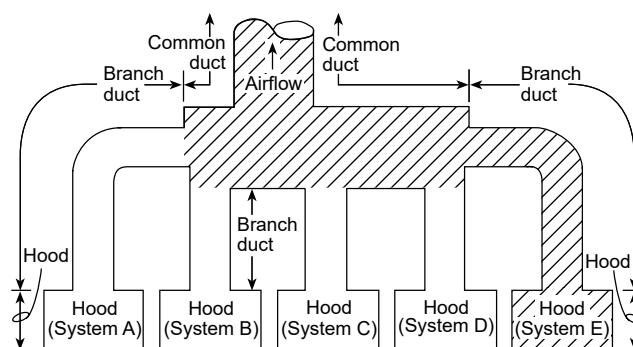 Common
duct
Common
duct
Branch
duct
Airflow
Branch
duct
Branch
duct
Hood
Hood
Hood
(System A)
Hood
(System B)
Hood
(System C)
Hood
(System D)
Hood
(System E)